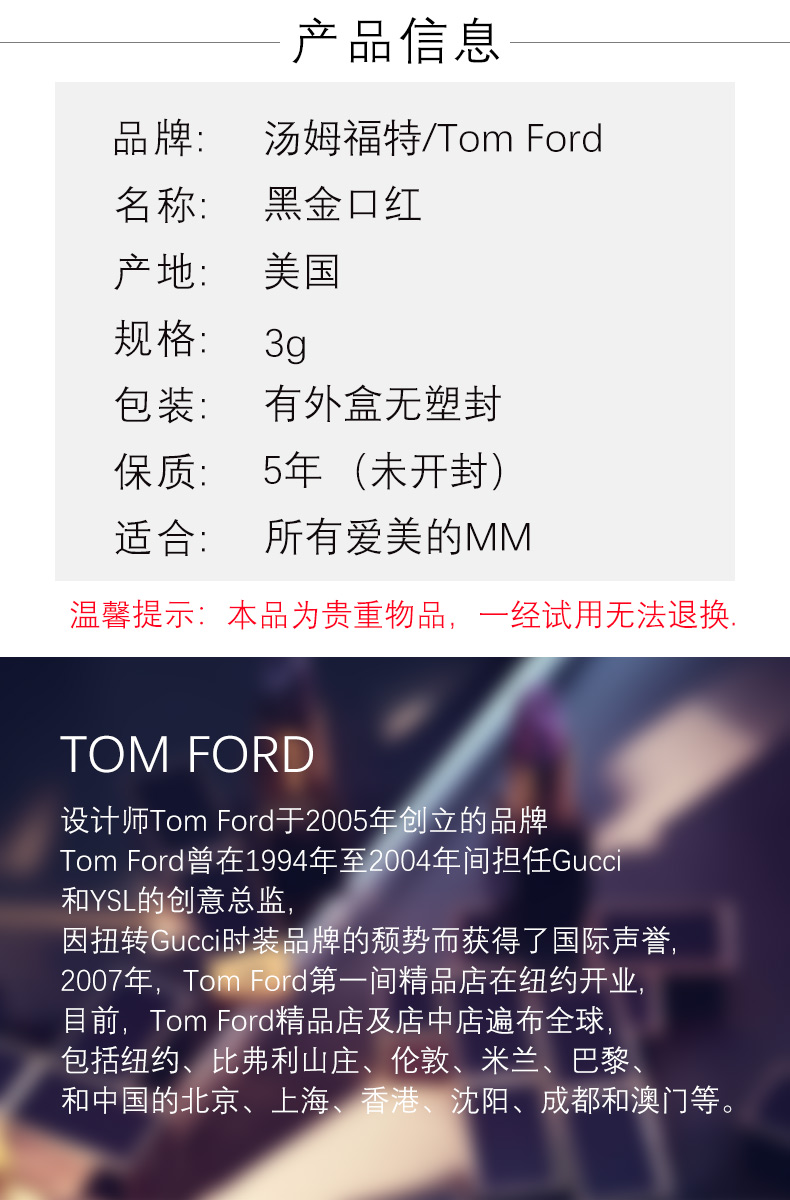 产品信息
品牌: 汤姆福特/Tom Ford
名称: 黑金口红
产地: 美国
规格: 3g
包装: 有外盒无塑封
保质: 5年 （未开封）
适合: 所有爱美的MM
温馨提示：本品为贵重物品，一经试用无法退换.
TOM FORD
设计师Tom Ford于2005年创立的品牌
Tom Ford曾在1994年至2004年间担任Gucci
和YSL的创意总监,
因扭转Gucci时装品牌的颓势而获得了国际声誉,
2007年，Tom Ford第一间精品店在纽约开业,
目前，Tom Ford精品店及店中店遍布全球,
包括纽约、比弗利山庄、伦敦、米兰、巴黎、
和中国的北京、上海、香港、沈阳、成都和澳门等。